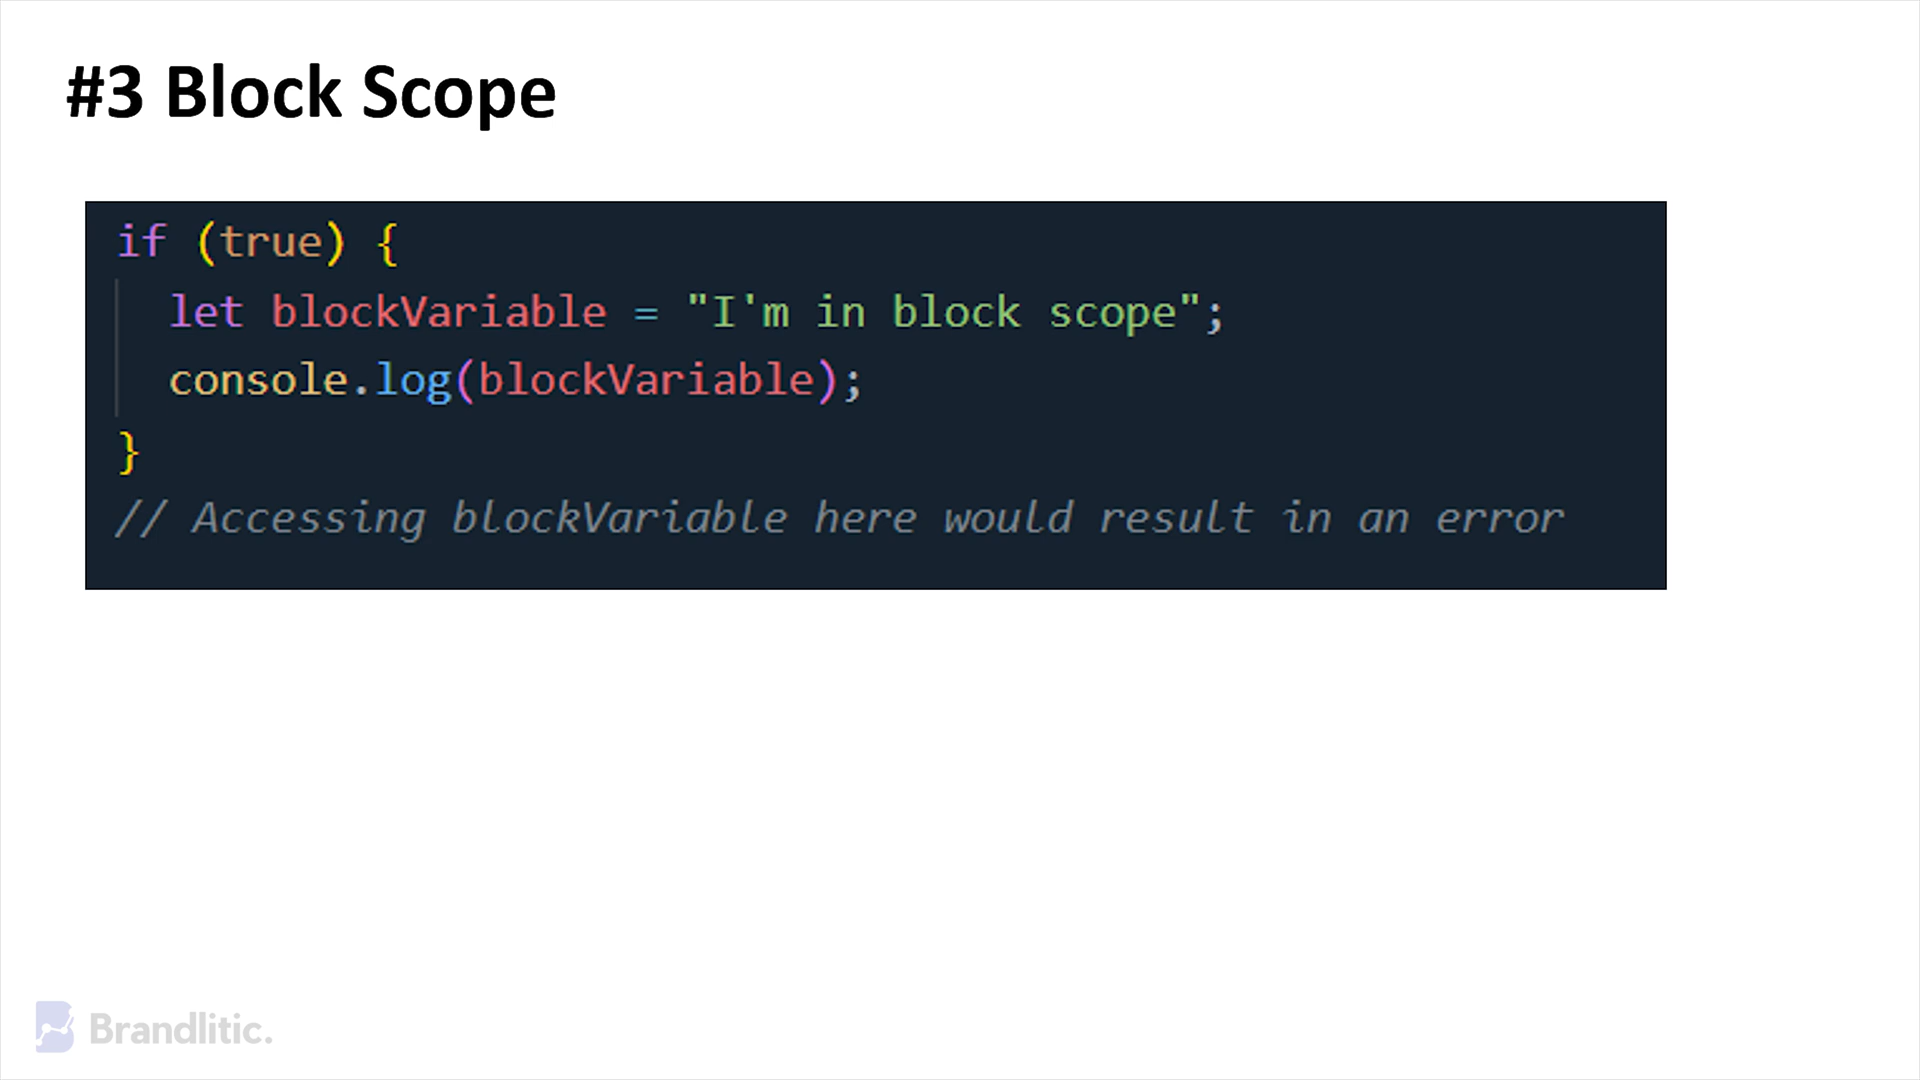 #3 Block Scope
if (true) {
  let blockVariable = "I'm in block scope";
  console.log(blockVariable);
}
// Accessing blockVariable here would result in an error
Brandlitic.